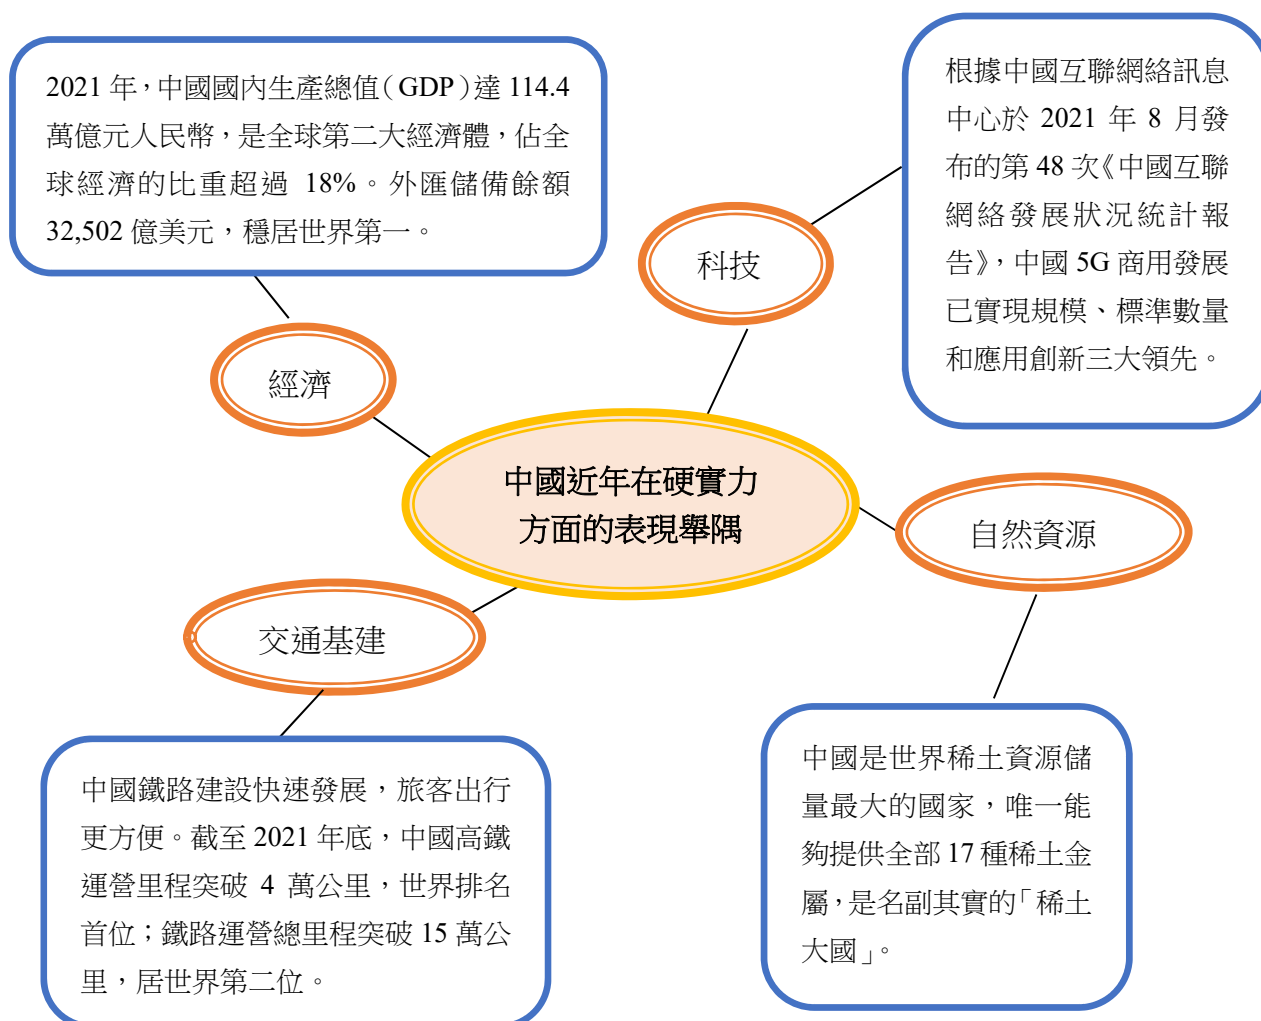 2021 年，中國國內生產總值（GDP）達 114.4
萬億元人民幣，是全球第二大經濟體，佔全
球經濟的比重超過 18%。外匯儲備餘額
32,502 億美元，穩居世界第一。
根據中國互聯網絡訊息
中心於 2021 年 8 月發
布的第 48 次《中國互聯
網絡發展狀況統計報
告》，中國 5G 商用發展
已實現規模、標準數量
和應用創新三大領先。
科技
經濟
中國近年在硬實力
方面的表現舉隅
自然資源
交通基建
中國鐵路建設快速發展，旅客出行
更方便。截至 2021 年底，中國高鐵
運營里程突破 4 萬公里，世界排名
首位；鐵路運營總里程突破 15 萬公
里，居世界第二位。
中國是世界稀土資源儲
量最大的國家，唯一能
夠提供全部 17 種稀土金
屬，是名副其實的「稀土
大國」。